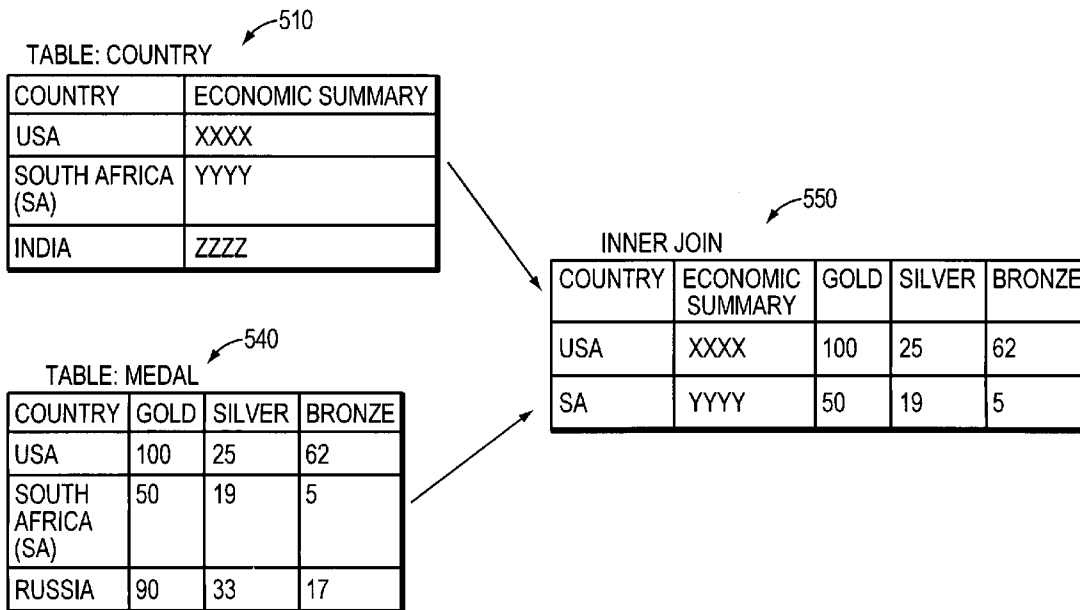 510
TABLE: COUNTRY
COUNTRY ECONOMIC SUMMARY
USA XXXX
SOUTH AFRICA YYYY
(SA)
INDIA ZZZZ
540
TABLE: MEDAL
COUNTRY GOLD SILVER BRONZE
USA 100 25 62
SOUTH 50 19 5
AFRICA
(SA)
RUSSIA 90 33 17
550
INNER JOIN
COUNTRY ECONOMIC GOLD SILVER BRONZE
SUMMARY
USA XXXX 100 25 62
SA YYYY 50 19 5